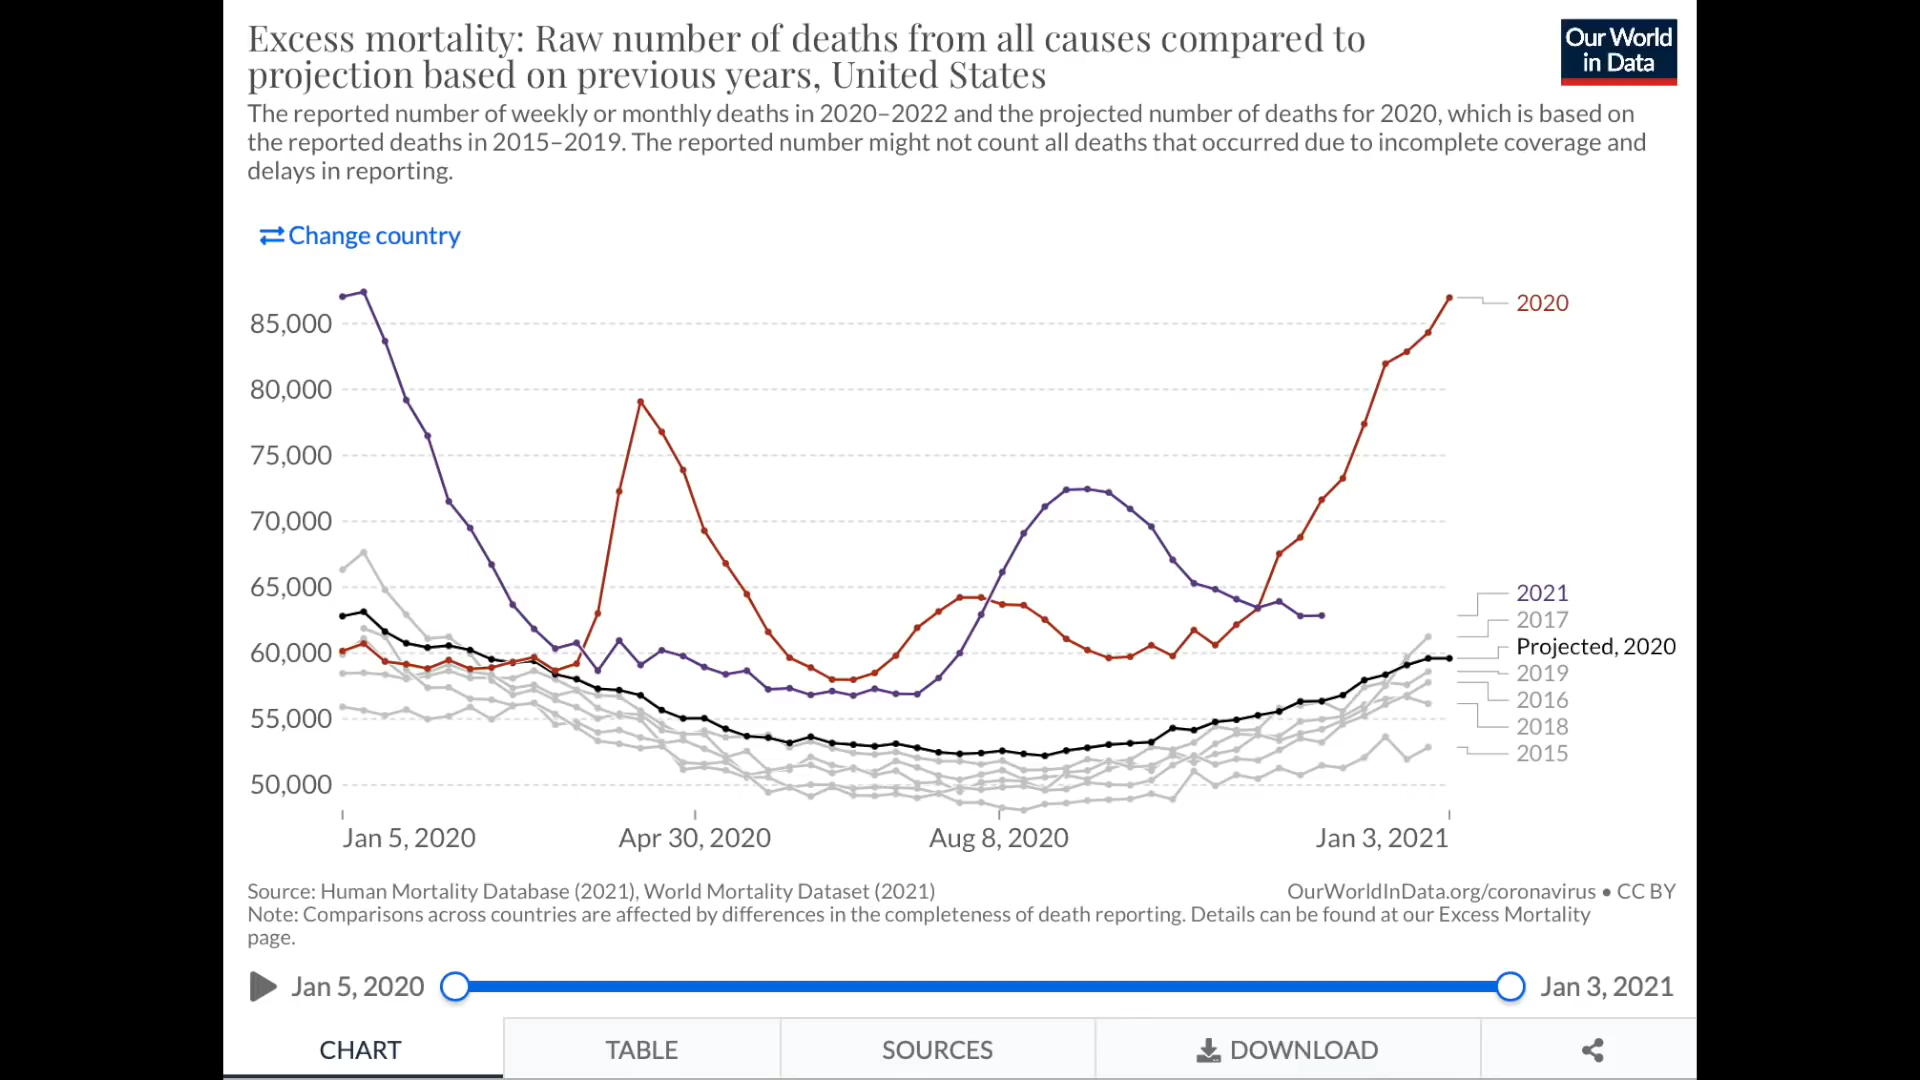 Excess mortality: Raw number of deaths from all causes compared to
projection based on previous years, United States
Our World
in Data
The reported number of weekly or monthly deaths in 2020–2022 and the projected number of deaths for 2020, which is based on
the reported deaths in 2015–2019. The reported number might not count all deaths that occurred due to incomplete coverage and
delays in reporting.
Change country
85,000
80,000
75,000
70,000
65,000
60,000
55,000
50,000
2020
2021
2017
Projected, 2020
2019
2016
2018
2015
Jan 5, 2020
Apr 30, 2020
Aug 8, 2020
Jan 3, 2021
Source: Human Mortality Database (2021), World Mortality Dataset (2021)
OurWorldInData.org/coronavirus • CC BY
Note: Comparisons across countries are affected by differences in the completeness of death reporting. Details can be found at our Excess Mortality
page.
Jan 5, 2020
Jan 3, 2021
CHART
TABLE
SOURCES
DOWNLOAD